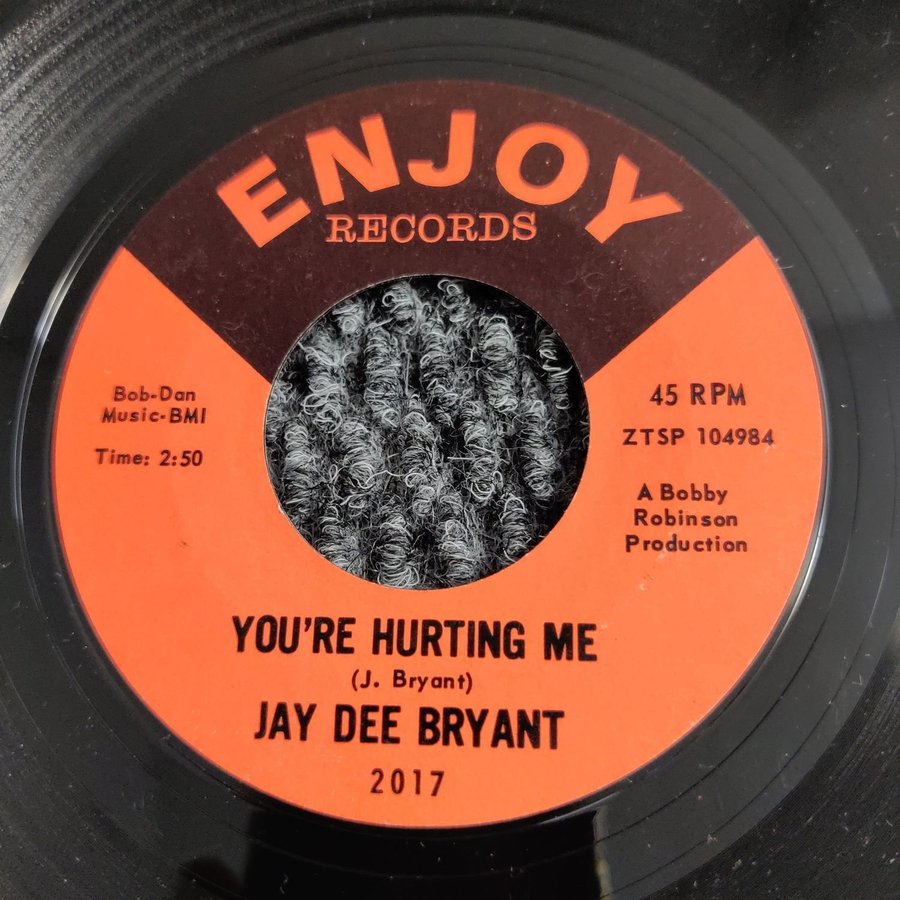 ENJOY
RECORDS
Bob-Dan
Music-BMI
Time: 2:50
45 RPM
ZTSP 104984
A Bobby
Robinson
Production
YOU'RE HURTING ME
(J. Bryant)
JAY DEE BRYANT
2017